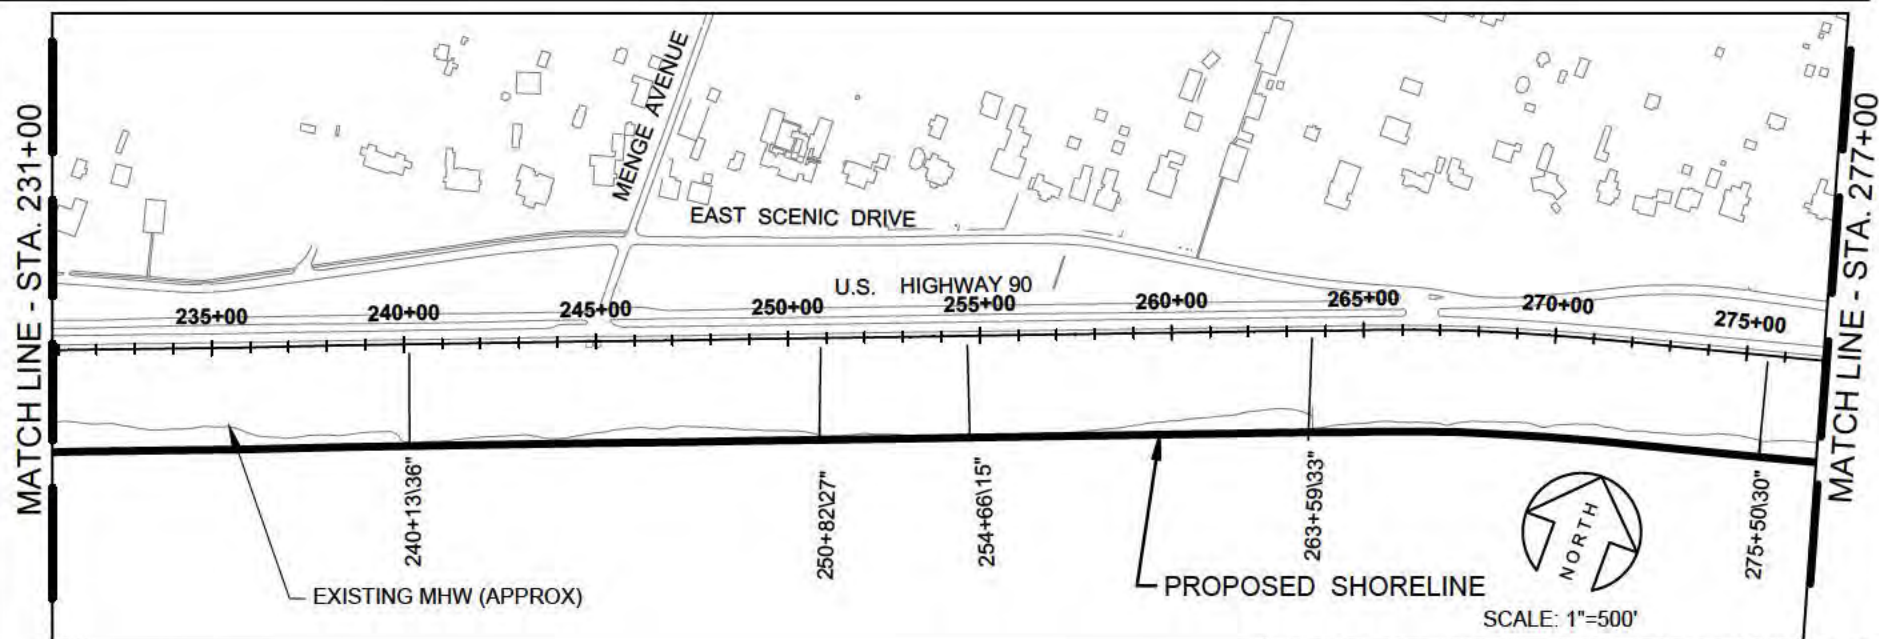 MATCH LINE - STA. 231+00
MENGE AVENUE
EAST SCENIC DRIVE
U.S. HIGHWAY 90
235+00
240+00
245+00
250+00
255+00
260+00
265+00
270+00
275+00
240+13\36"
250+82\27"
254+66\15"
263+59\33"
275+50\30"
EXISTING MHW (APPROX)
PROPOSED SHORELINE
NORTH
SCALE: 1"=500'
MATCH LINE - STA. 277+00